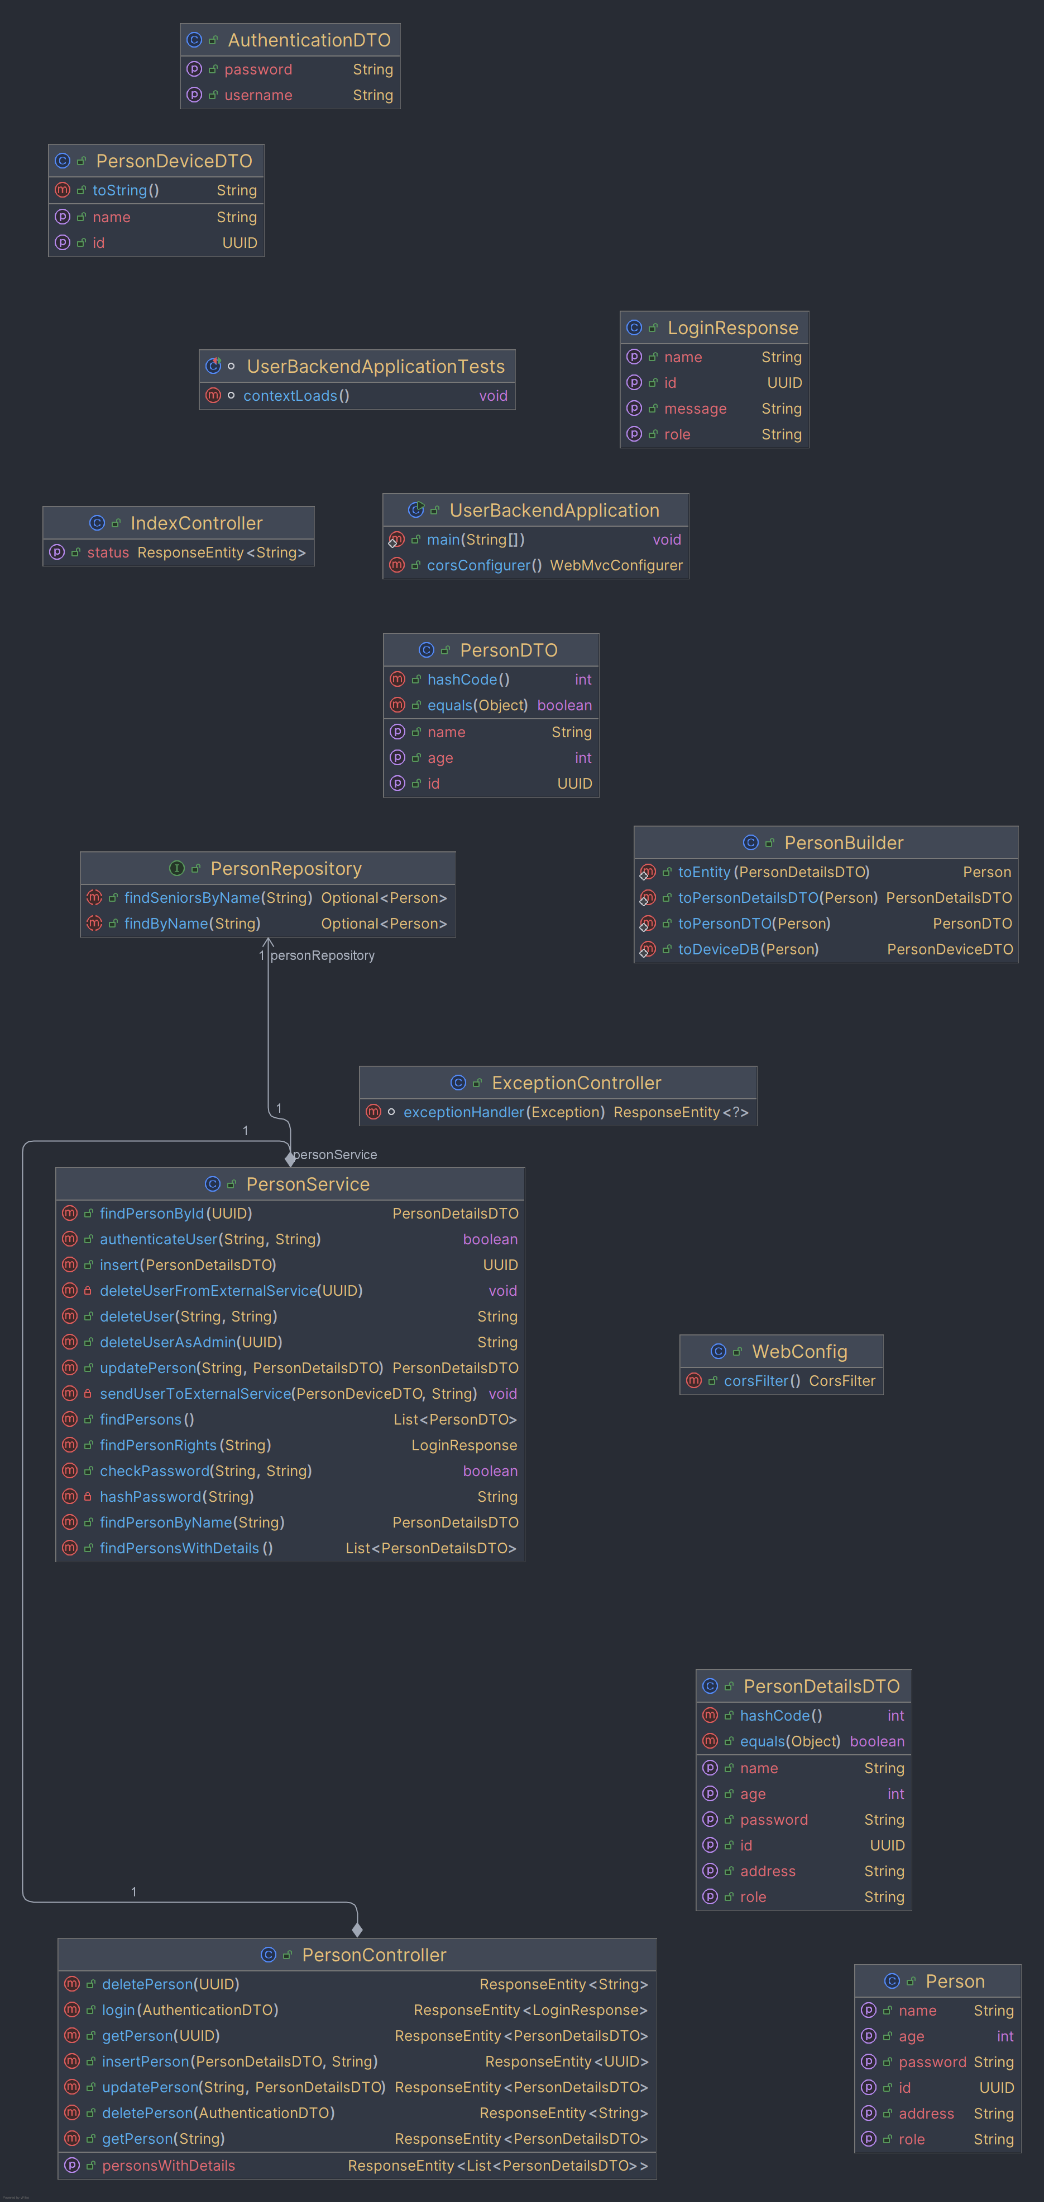 AuthenticationDTO
password String
username String
PersonDeviceDTO
toString() String
name String
id UUID
LoginResponse
name String
id UUID
message String
role String
UserBackendApplicationTests
contextLoads() void
IndexController
status ResponseEntity<String>
UserBackendApplication
main(String[]) void
corsConfigurer() WebMvcConfigurer
PersonDTO
hashCode() int
equals(Object) boolean
name String
age int
id UUID
PersonRepository
findSeniorsByName(String) Optional<Person>
findByName(String) Optional<Person>
1 personRepository
PersonBuilder
toEntity(PersonDetailsDTO) Person
toPersonDetailsDTO(Person) PersonDetailsDTO
toPersonDTO(Person) PersonDTO
toDeviceDB(Person) PersonDeviceDTO
ExceptionController
exceptionHandler(Exception) ResponseEntity<?>
1
1
personService
PersonService
findPersonById(UUID) PersonDetailsDTO
authenticateUser(String, String) boolean
insert(PersonDetailsDTO) UUID
deleteUserFromExternalService(UUID) void
deleteUser(String, String) String
deleteUserAsAdmin(UUID) String
updatePerson(String, PersonDetailsDTO) PersonDetailsDTO
sendUserToExternalService(PersonDeviceDTO, String) void
findPersons() List<PersonDTO>
findPersonRights(String) LoginResponse
checkPassword(String, String) boolean
hashPassword(String) String
findPersonByName(String) PersonDetailsDTO
findPersonsWithDetails() List<PersonDetailsDTO>
WebConfig
corsFilter() CorsFilter
PersonDetailsDTO
hashCode() int
equals(Object) boolean
name String
age int
password String
id UUID
address String
role String
1
PersonController
deletePerson(UUID) ResponseEntity<String>
login(AuthenticationDTO) ResponseEntity<LoginResponse>
getPerson(UUID) ResponseEntity<PersonDetailsDTO>
insertPerson(PersonDetailsDTO, String) ResponseEntity<UUID>
updatePerson(String, PersonDetailsDTO) ResponseEntity<PersonDetailsDTO>
deletePerson(AuthenticationDTO) ResponseEntity<String>
getPerson(String) ResponseEntity<PersonDetailsDTO>
personsWithDetails ResponseEntity<List<PersonDetailsDTO>>
Person
name String
age int
password String
id UUID
address String
role String